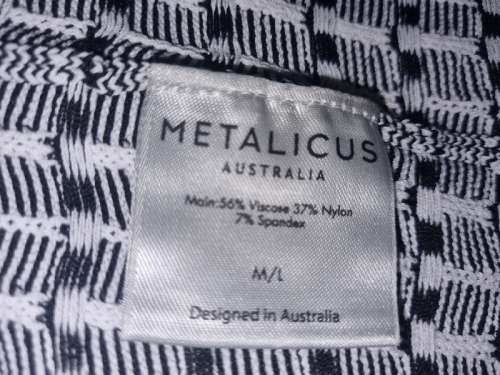 METALICUS
AUSTRALIA
Main:56% Viscose 37% Nylon
7% Spandex
M/L
Designed in Australia